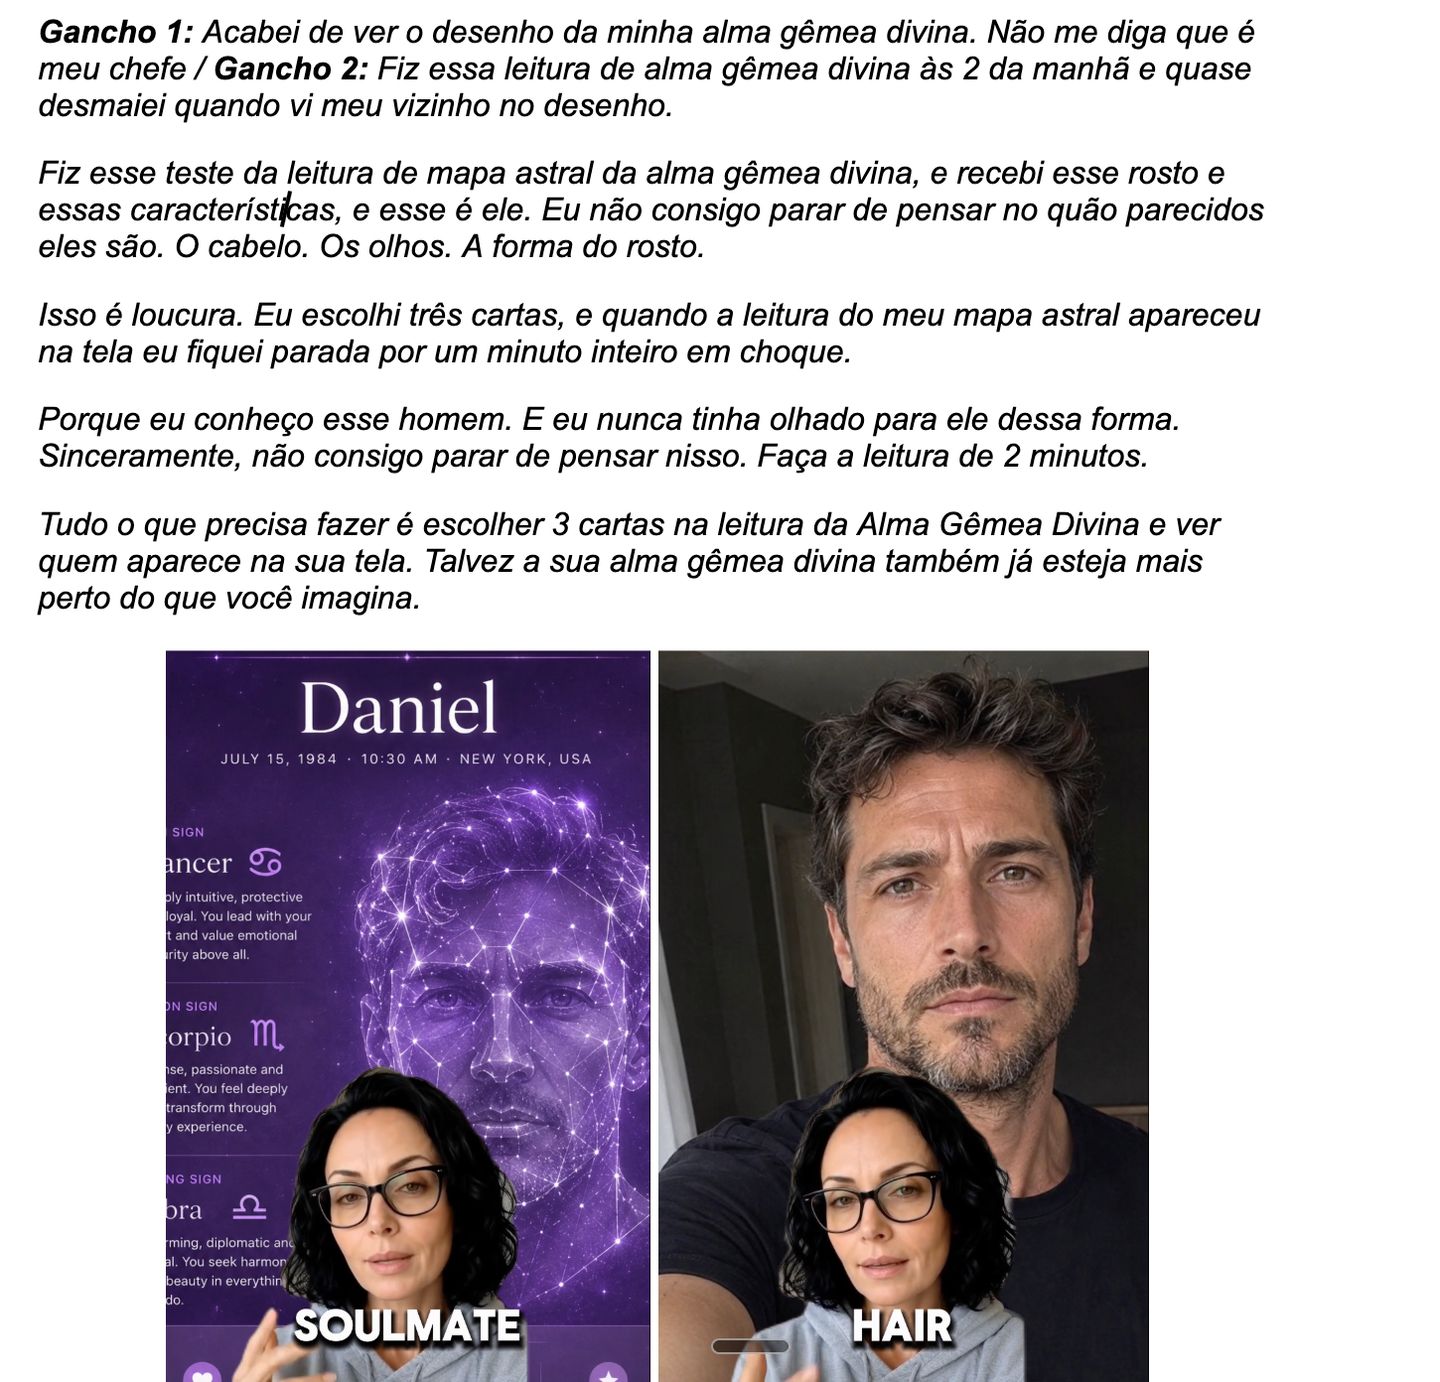 Gancho 1: Acabei de ver o desenho da minha alma gêmea divina. Não me diga que é
meu chefe / Gancho 2: Fiz essa leitura de alma gêmea divina às 2 da manhã e quase
desmaiei quando vi meu vizinho no desenho.
Fiz esse teste da leitura de mapa astral da alma gêmea divina, e recebi esse rosto e
essas características, e esse é ele. Eu não consigo parar de pensar no quão parecidos
eles são. O cabelo. Os olhos. A forma do rosto.
Isso é loucura. Eu escolhi três cartas, e quando a leitura do meu mapa astral apareceu
na tela eu fiquei parada por um minuto inteiro em choque.
Porque eu conheço esse homem. E eu nunca tinha olhado para ele dessa forma.
Sinceramente, não consigo parar de pensar nisso. Faça a leitura de 2 minutos.
Tudo o que precisa fazer é escolher 3 cartas na leitura da Alma Gêmea Divina e ver
quem aparece na sua tela. Talvez a sua alma gêmea divina também já esteja mais
perto do que você imagina.
Daniel
JULY 15, 1984 · 10:30 AM · NEW YORK, USA
SIGN
ancer ♋
ply intuitive, protective
loyal. You lead with your
t and value emotional
urity above all.
ON SIGN
corpio ♏
nse, passionate and
ient. You feel deeply
transform through
y experience.
NG SIGN
bra ♎
rming, diplomatic and
al. You seek harmon
beauty in everythin
do.
SOULMATE
HAIR